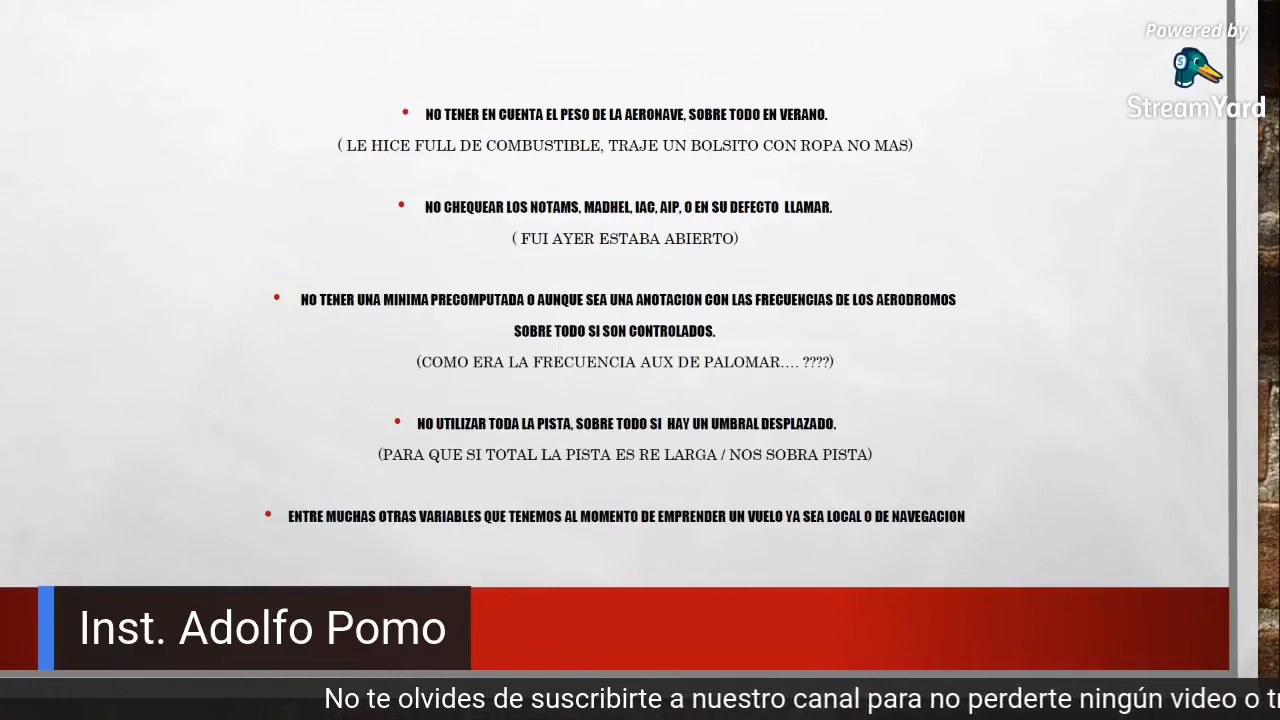 Powered by
StreamYard
• NO TENER EN CUENTA EL PESO DE LA AERONAVE, SOBRE TODO EN VERANO.
( LE HICE FULL DE COMBUSTIBLE, TRAJE UN BOLSITO CON ROPA NO MAS)
• NO CHEQUEAR LOS NOTAMS, MADHEL, IAC, AIP, O EN SU DEFECTO LLAMAR.
( FUI AYER ESTABA ABIERTO)
• NO TENER UNA MINIMA PRECOMPUTADA O AUNQUE SEA UNA ANOTACION CON LAS FRECUENCIAS DE LOS AERODROMOS
SOBRE TODO SI SON CONTROLADOS.
(COMO ERA LA FRECUENCIA AUX DE PALOMAR.... ????)
• NO UTILIZAR TODA LA PISTA, SOBRE TODO SI HAY UN UMBRAL DESPLAZADO.
(PARA QUE SI TOTAL LA PISTA ES RE LARGA / NOS SOBRA PISTA)
• ENTRE MUCHAS OTRAS VARIABLES QUE TENEMOS AL MOMENTO DE EMPRENDER UN VUELO YA SEA LOCAL O DE NAVEGACION
Inst. Adolfo Pomo
No te olvides de suscribirte a nuestro canal para no perderte ningún video o